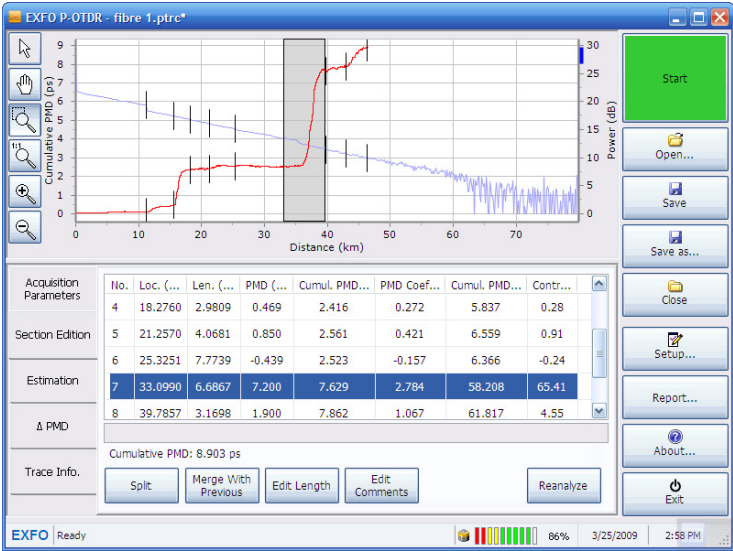 EXFO P-OTDR - fibre 1.ptrc*
Cumulative PMD (ps)
9
8
7
6
5
4
3
2
1
0
30
25
20
15
10
5
0
Power (dB)
0 10 20 30 40 50 60 70
Distance (km)
1:1
Start
Open...
Save
Save as...
Close
Setup...
Report...
About...
Exit
Acquisition
Parameters
Section Edition
Estimation
Δ PMD
Trace Info.
No. Loc. (... Len. (... PMD (... Cumul. PMD... PMD Coef... Cumul. PMD... Contr...
4 18.2760 2.9809 0.469 2.416 0.272 5.837 0.28
5 21.2570 4.0681 0.850 2.561 0.421 6.559 0.91
6 25.3251 7.7739 -0.439 2.523 -0.157 6.366 -0.24
7 33.0990 6.6867 7.200 7.629 2.784 58.208 65.41
8 39.7857 3.1698 1.900 7.862 1.067 61.817 4.55
Cumulative PMD: 8.903 ps
Split
Merge With
Previous
Edit Length
Edit
Comments
Reanalyze
EXFO Ready 86% 3/25/2009 2:58 PM